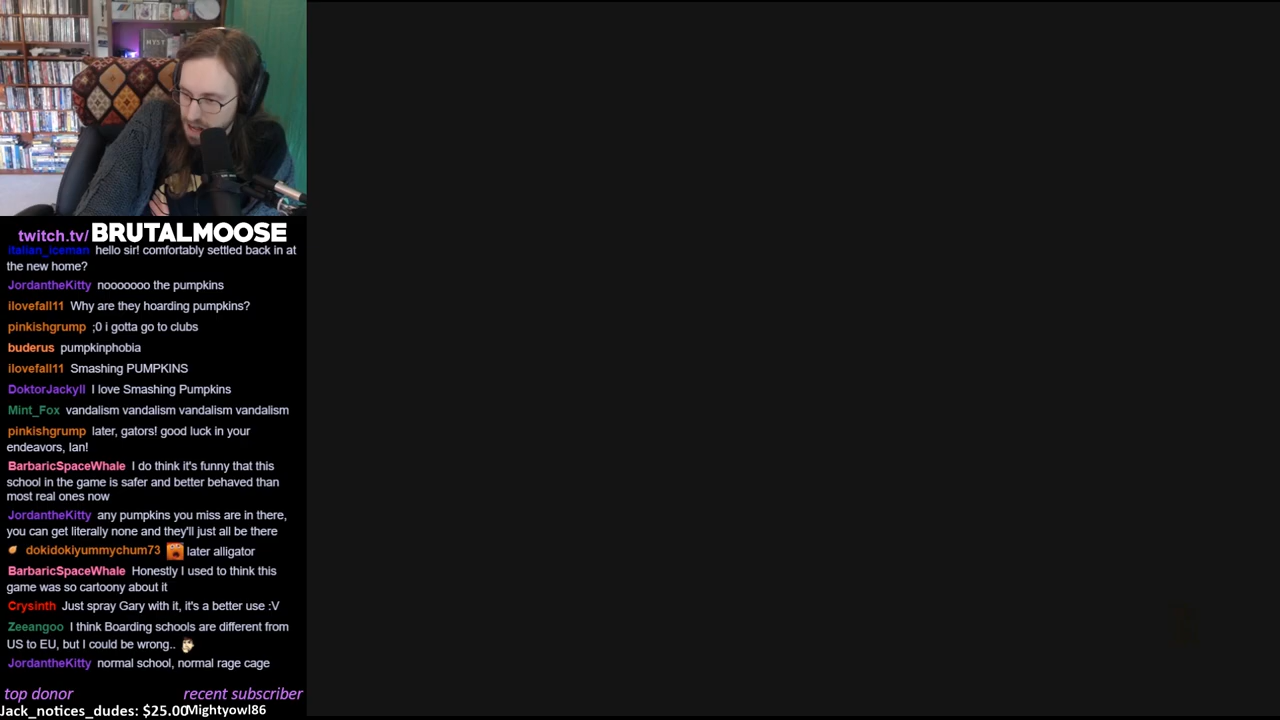 MYST
twitch.tv/BRUTALMOOSE
italian_iceman hello sir! comfortably settled back in at
the new home?
JordantheKitty nooooooo the pumpkins
ilovefall11 Why are they hoarding pumpkins?
pinkishgrump ;0 i gotta go to clubs
buderus pumpkinphobia
ilovefall11 Smashing PUMPKINS
DoktorJackyll I love Smashing Pumpkins
Mint_Fox vandalism vandalism vandalism vandalism
pinkishgrump later, gators! good luck in your
endeavors, Ian!
BarbaricSpaceWhale I do think it's funny that this
school in the game is safer and better behaved than
most real ones now
JordantheKitty any pumpkins you miss are in there,
you can get literally none and they'll just all be there
dokidokiyummychum73 later alligator
BarbaricSpaceWhale Honestly I used to think this
game was so cartoony about it
Crysinth Just spray Gary with it, it's a better use :V
Zeeangoo I think Boarding schools are different from
US to EU, but I could be wrong..
JordantheKitty normal school, normal rage cage
top donor recent subscriber
Jack_notices_dudes: $25.00 Mightyowl86